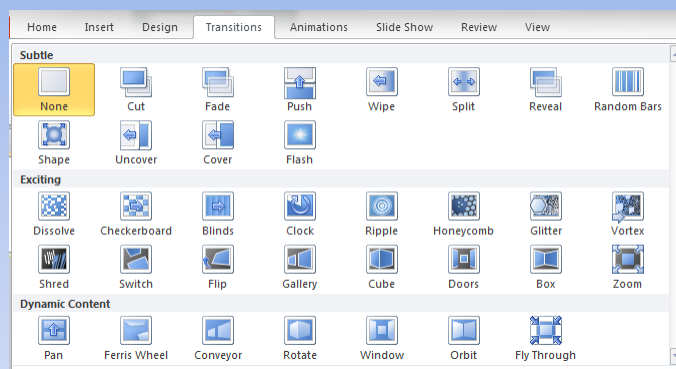 Home Insert Design Transitions Animations Slide Show Review View
Subtle
None Cut Fade Push Wipe Split Reveal Random Bars
Shape Uncover Cover Flash
Exciting
Dissolve Checkerboard Blinds Clock Ripple Honeycomb Glitter Vortex
Shred Switch Flip Gallery Cube Doors Box Zoom
Dynamic Content
Pan Ferris Wheel Conveyor Rotate Window Orbit Fly Through